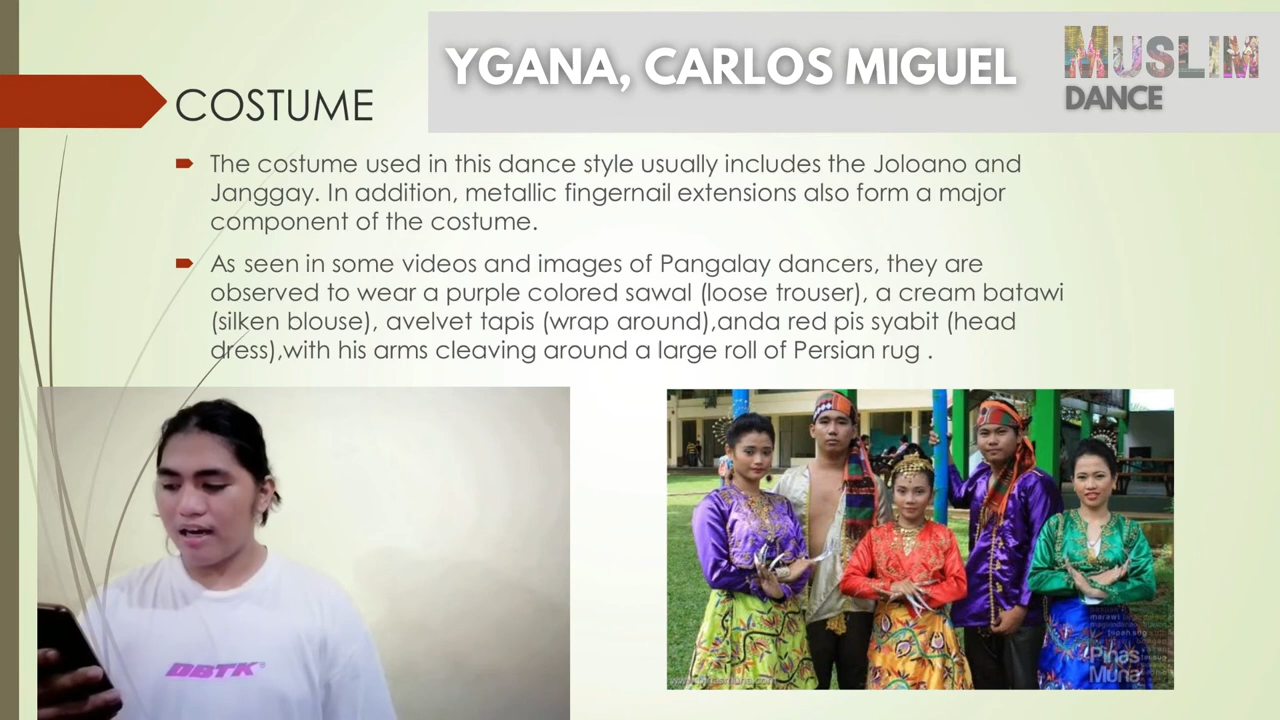 YGANA, CARLOS MIGUEL
MUSLIM
DANCE
COSTUME
The costume used in this dance style usually includes the Joloano and
Janggay. In addition, metallic fingernail extensions also form a major
component of the costume.
As seen in some videos and images of Pangalay dancers, they are
observed to wear a purple colored sawal (loose trouser), a cream batawi
(silken blouse), avelvet tapis (wrap around),anda red pis syabit (head
dress),with his arms cleaving around a large roll of Persian rug .
DBTK
marawi
lupah sug
Pinas
Muna